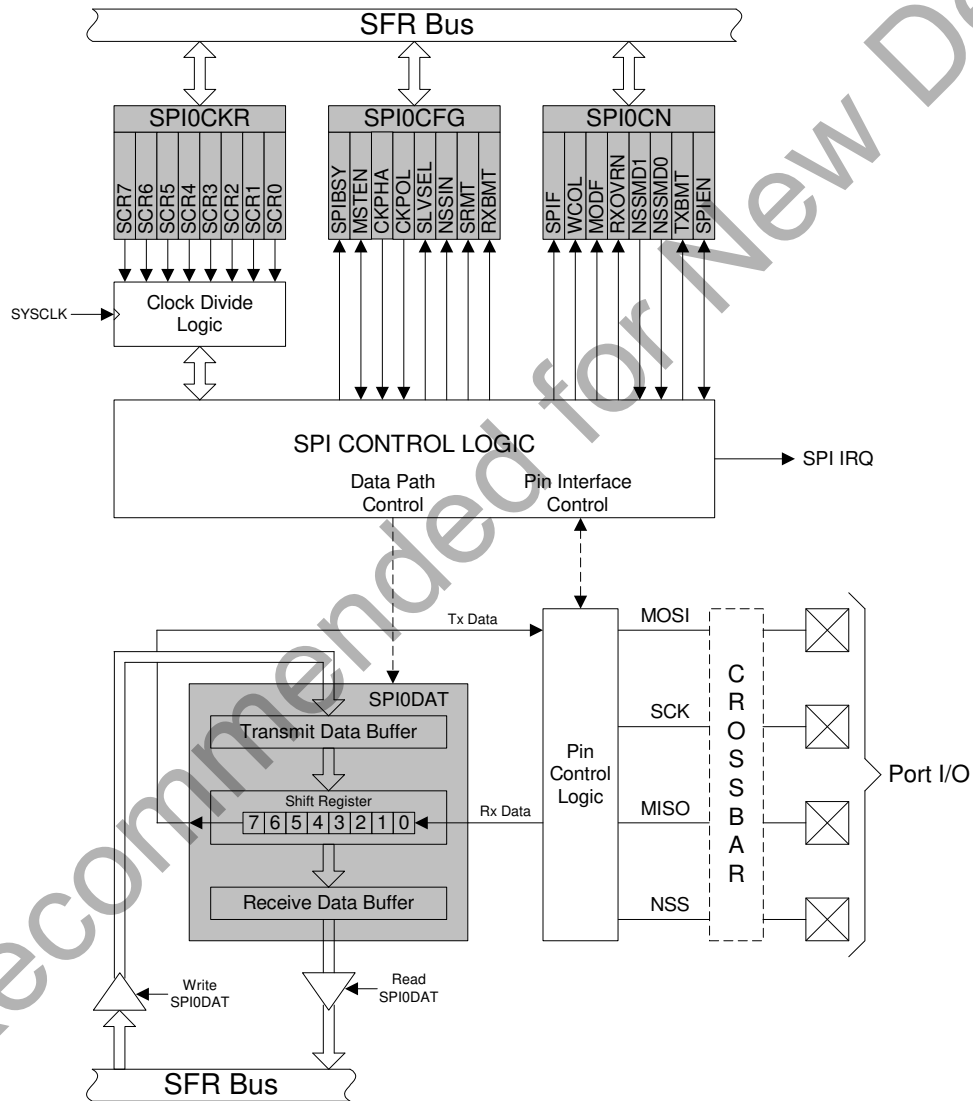 SFR Bus
SPI0CKR
SCR7
SCR6
SCR5
SCR4
SCR3
SCR2
SCR1
SCR0
SPI0CFG
SPIBSY
MSTEN
CKPHA
CKPOL
SLVSEL
NSSIN
SRMT
RXBMT
SPI0CN
SPIF
WCOL
MODF
RXOVRN
NSSMD1
NSSMD0
TXBMT
SPIEN
SYSCLK
Clock Divide
Logic
SPI CONTROL LOGIC
Data Path
Control
Pin Interface
Control
SPI IRQ
Tx Data
SPI0DAT
Transmit Data Buffer
Shift Register
7 6 5 4 3 2 1 0
Rx Data
Receive Data Buffer
Pin
Control
Logic
MOSI
SCK
MISO
NSS
CROSSBAR
Port I/O
Write
SPI0DAT
Read
SPI0DAT
SFR Bus
Recommended for New De